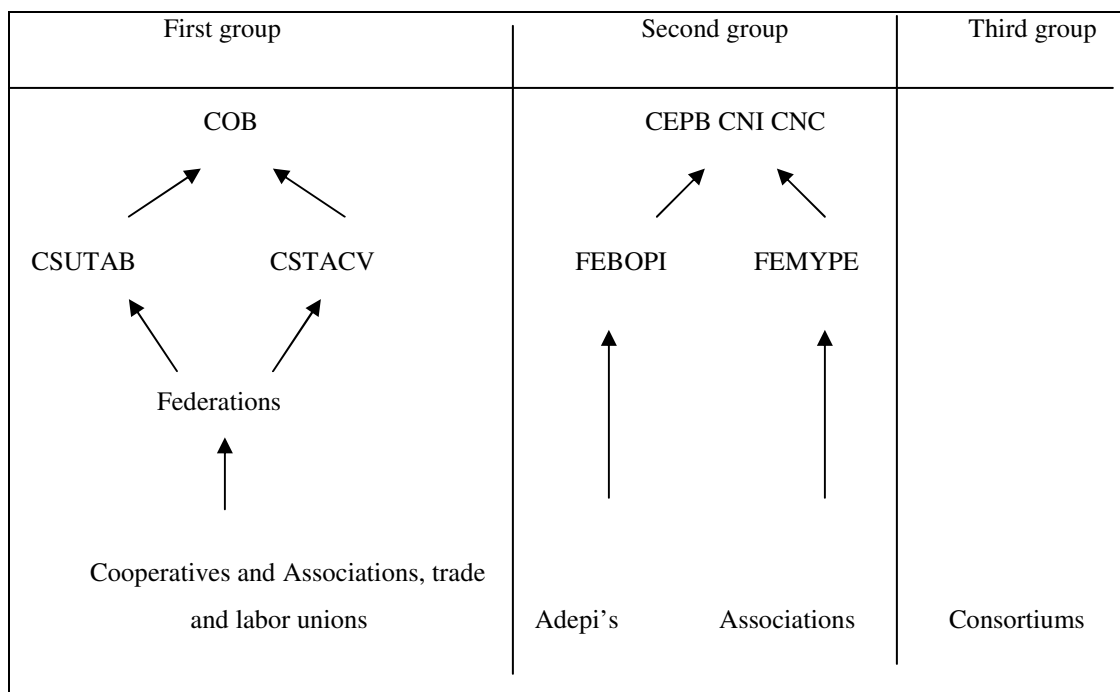 First group
Second group
Third group
COB
CEPB CNI CNC
CSUTAB
CSTACV
FEBOPI
FEMYPE
Federations
Cooperatives and Associations, trade
and labor unions
Adepi's
Associations
Consortiums